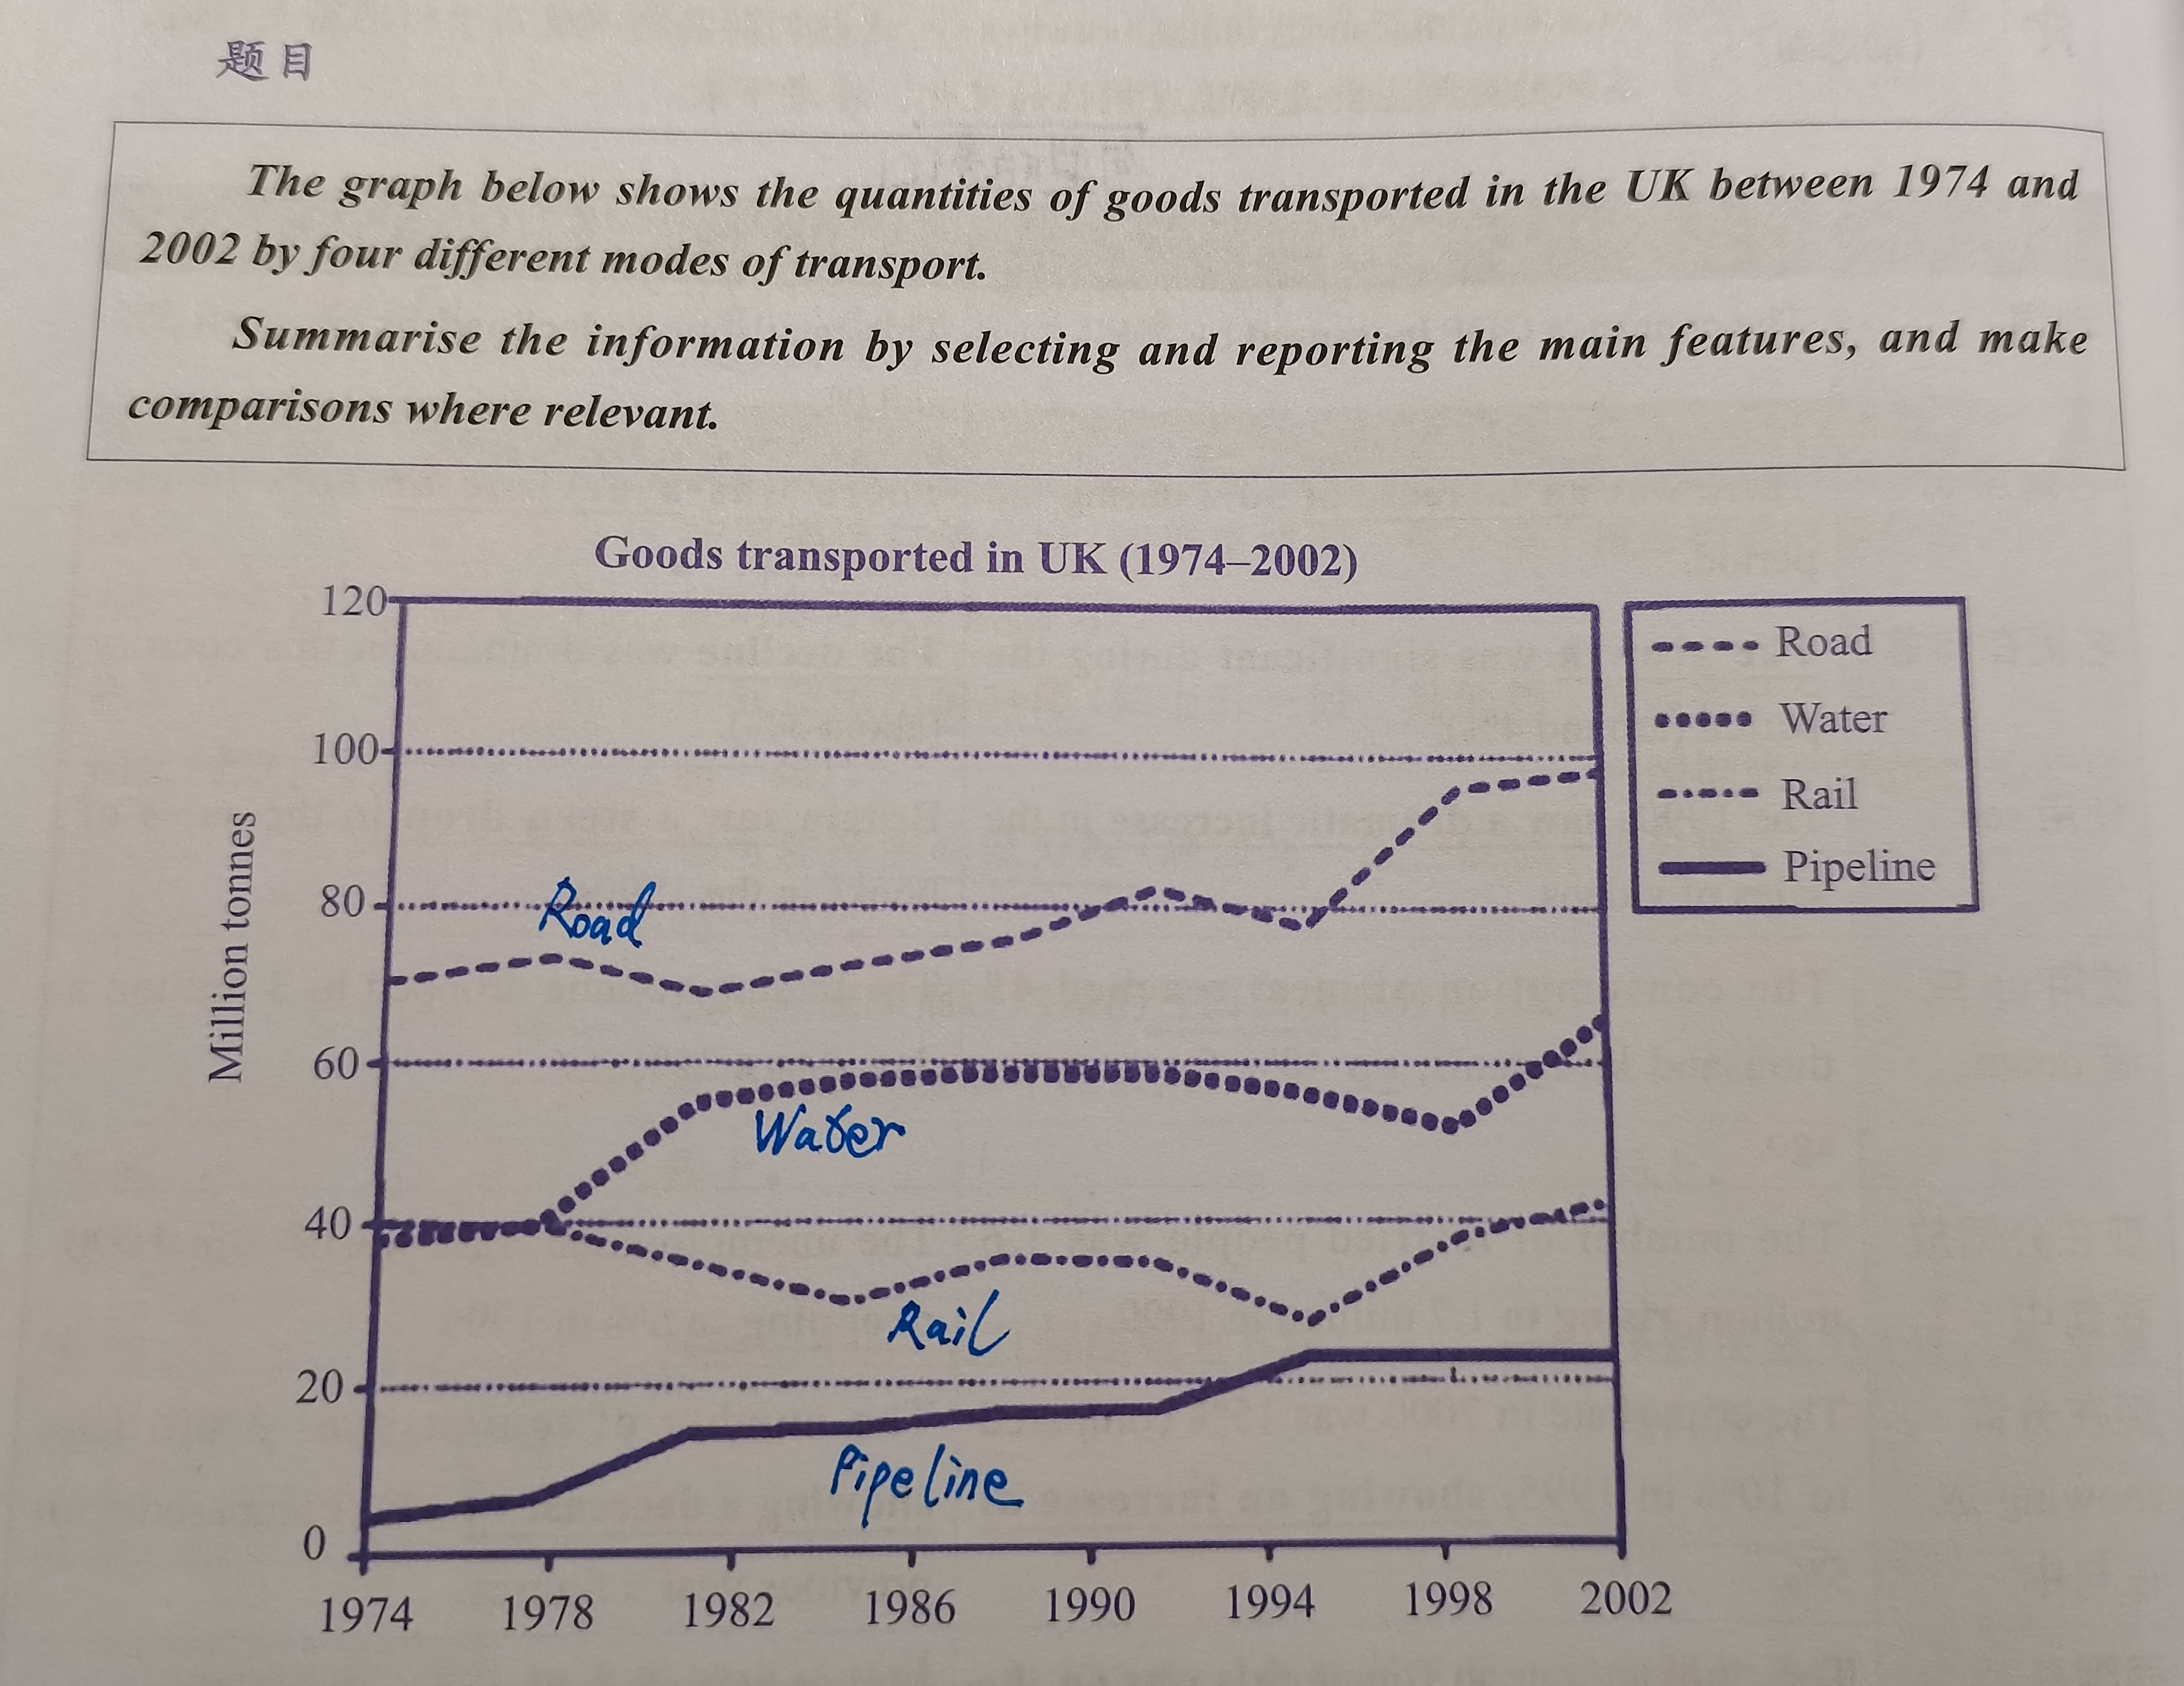 题目
The graph below shows the quantities of goods transported in the UK between 1974 and
2002 by four different modes of transport.
Summarise the information by selecting and reporting the main features, and make
comparisons where relevant.
Goods transported in UK (1974–2002)
120
100
80
60
40
20
0
Million tonnes
Road
Water
Rail
Pipeline
Road
Water
Rail
Pipeline
1974 1978 1982 1986 1990 1994 1998 2002